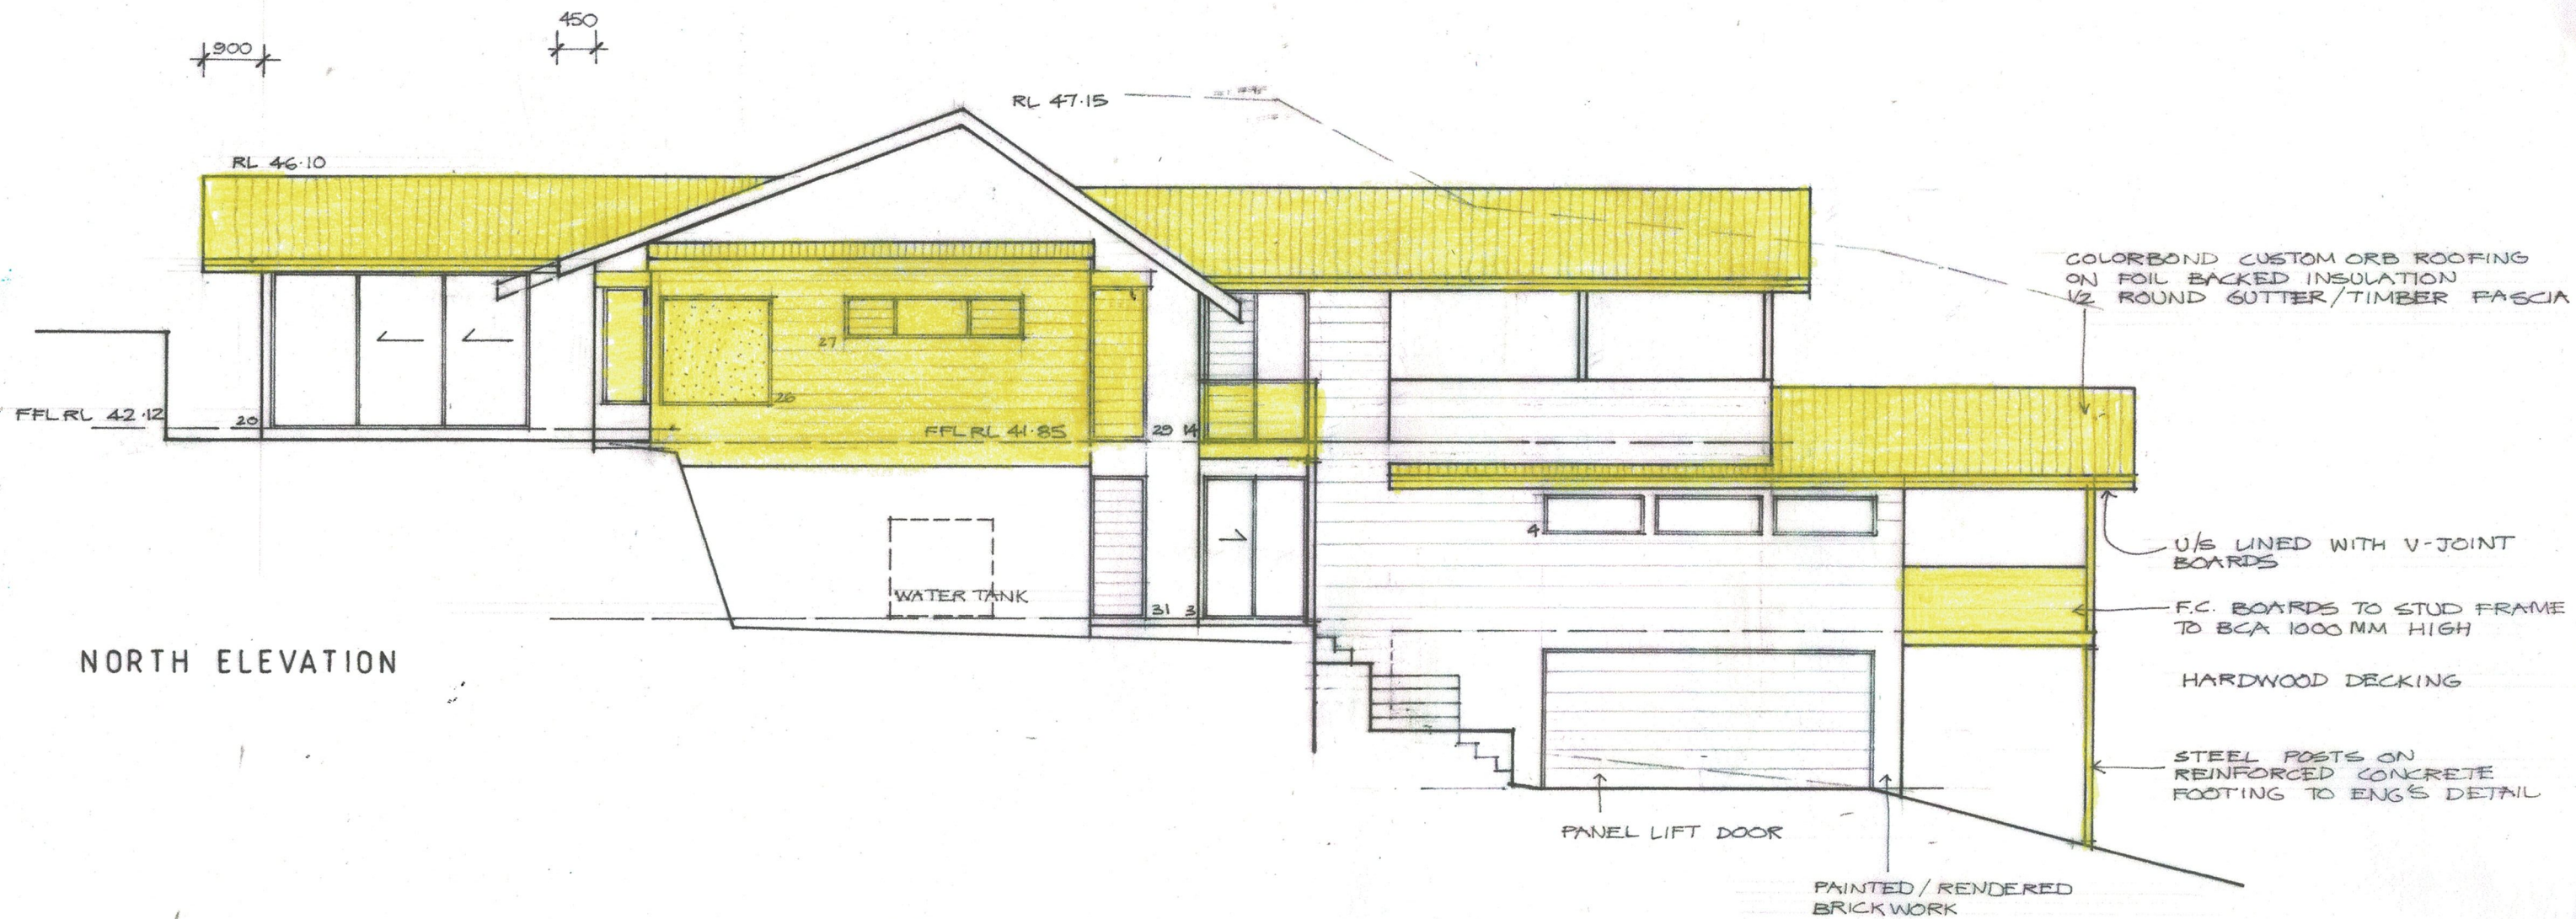 450
900
RL 47.15
RL 46.10
COLORBOND CUSTOM ORB ROOFING
ON FOIL BACKED INSULATION
1/2 ROUND GUTTER/TIMBER FASCIA
27
26
FFL RL 42.12
20
FFL RL 41.85
29 14
4
U/S LINED WITH V-JOINT
BOARDS
WATER TANK
31 3
F.C. BOARDS TO STUD FRAME
TO BCA 1000 MM HIGH
NORTH ELEVATION
HARDWOOD DECKING
STEEL POSTS ON
REINFORCED CONCRETE
FOOTING TO ENG'S DETAIL
PANEL LIFT DOOR
PAINTED/RENDERED
BRICKWORK